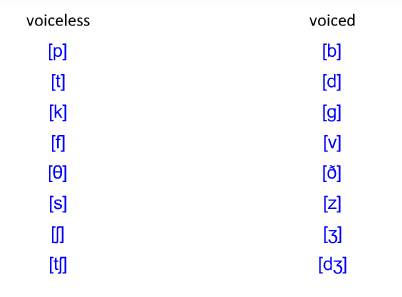 voiceless voiced
[p] [b]
[t] [d]
[k] [g]
[f] [v]
[θ] [ð]
[s] [z]
[ʃ] [ʒ]
[tʃ] [dʒ]